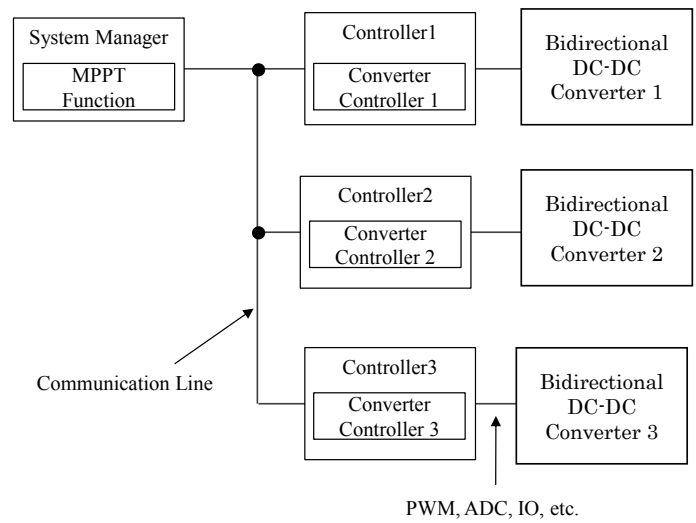 System Manager
MPPT
Function
Controller1
Converter
Controller 1
Bidirectional
DC-DC
Converter 1
Controller2
Converter
Controller 2
Bidirectional
DC-DC
Converter 2
Communication Line
Controller3
Converter
Controller 3
Bidirectional
DC-DC
Converter 3
PWM, ADC, IO, etc.